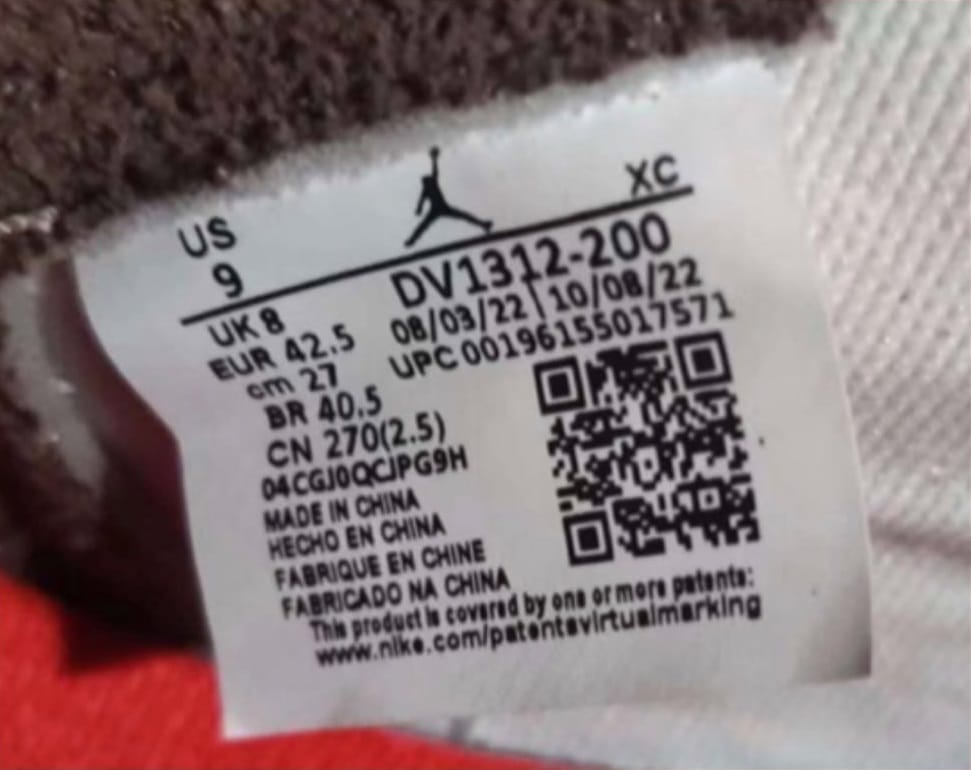 US XC
9
UK 8 DV1312-200
EUR 42.5 08/03/22 10/08/22
cm 27 UPC 00196155017571
BR 40.5
CN 270(2.5)
04CGJ0QCJPG9H
MADE IN CHINA
HECHO EN CHINA
FABRIQUE EN CHINE
FABRICADO NA CHINA
This product is covered by one or more patents:
www.nike.com/patentsvirtualmarking